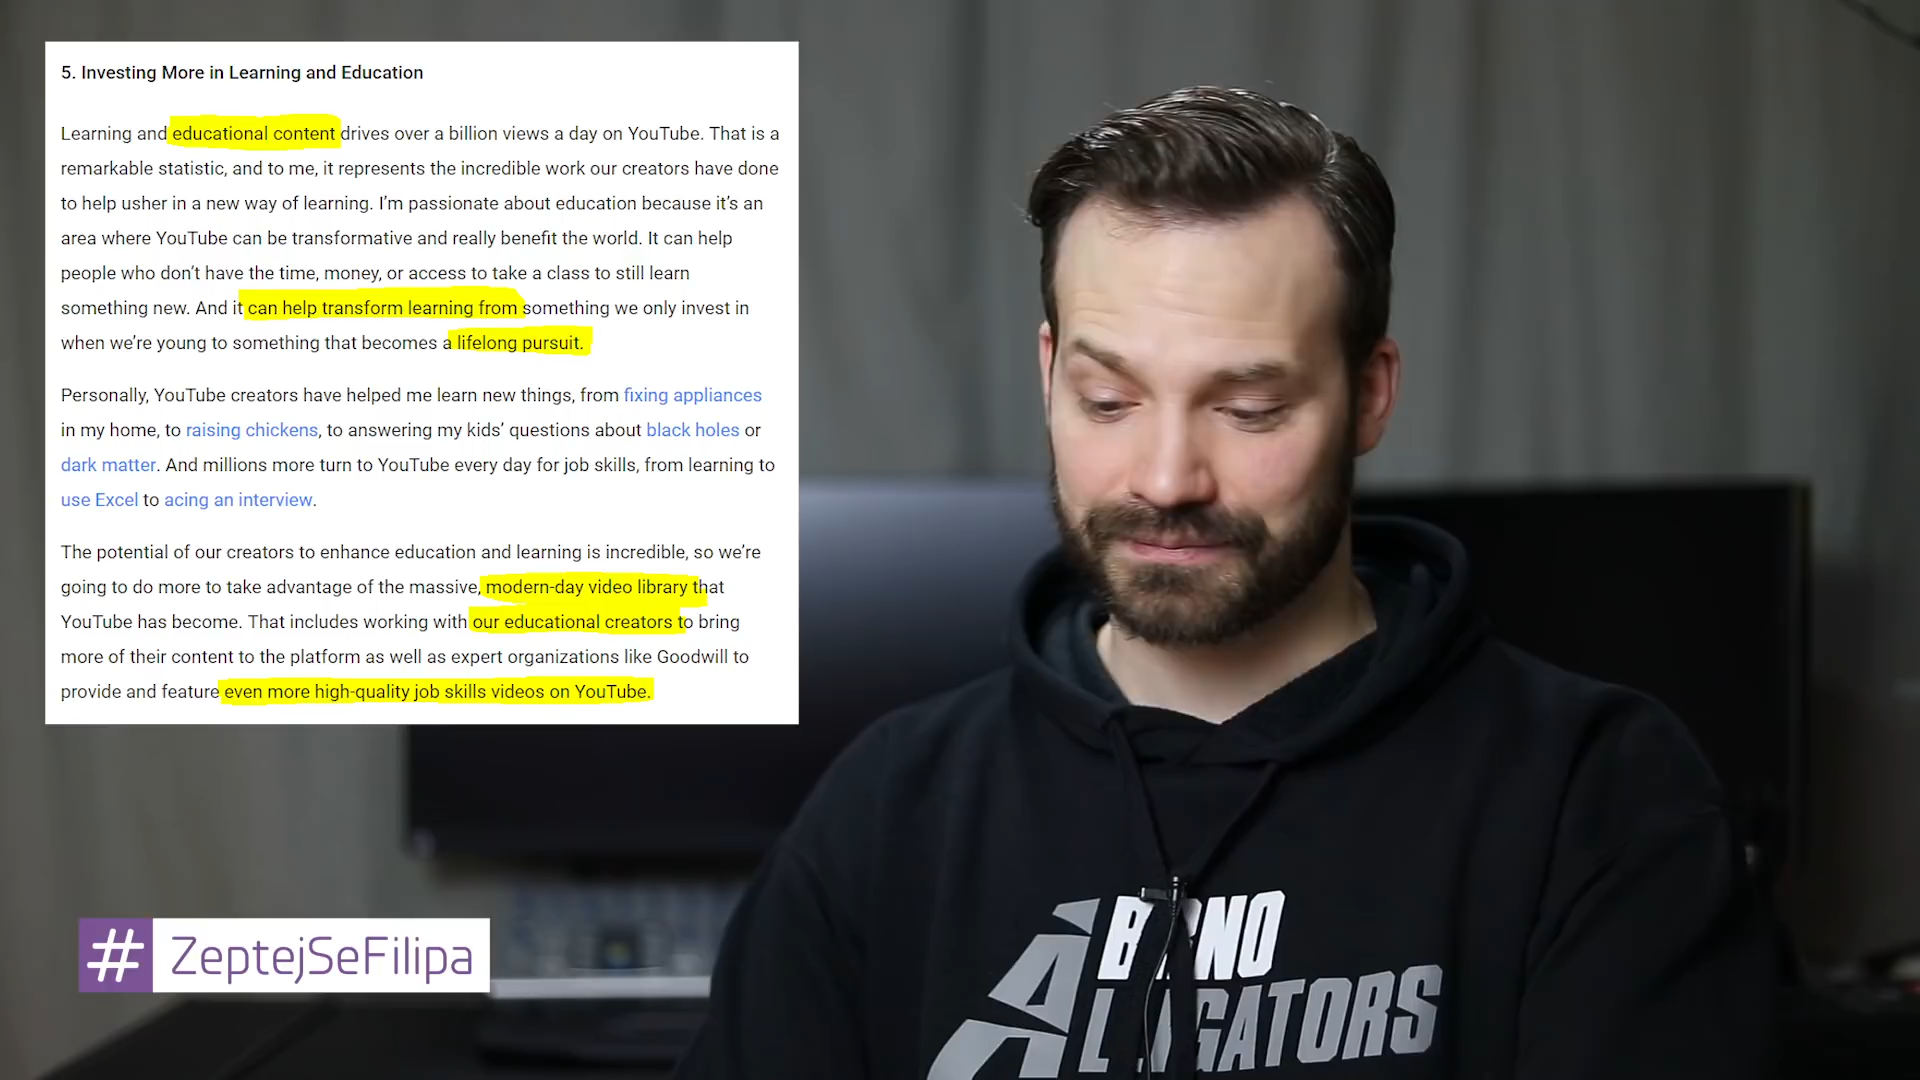 5. Investing More in Learning and Education
Learning and educational content drives over a billion views a day on YouTube. That is a
remarkable statistic, and to me, it represents the incredible work our creators have done
to help usher in a new way of learning. I’m passionate about education because it’s an
area where YouTube can be transformative and really benefit the world. It can help
people who don’t have the time, money, or access to take a class to still learn
something new. And it can help transform learning from something we only invest in
when we’re young to something that becomes a lifelong pursuit.
Personally, YouTube creators have helped me learn new things, from fixing appliances
in my home, to raising chickens, to answering my kids’ questions about black holes or
dark matter. And millions more turn to YouTube every day for job skills, from learning to
use Excel to acing an interview.
The potential of our creators to enhance education and learning is incredible, so we’re
going to do more to take advantage of the massive, modern-day video library that
YouTube has become. That includes working with our educational creators to bring
more of their content to the platform as well as expert organizations like Goodwill to
provide and feature even more high-quality job skills videos on YouTube.
# ZeptejSeFilipa